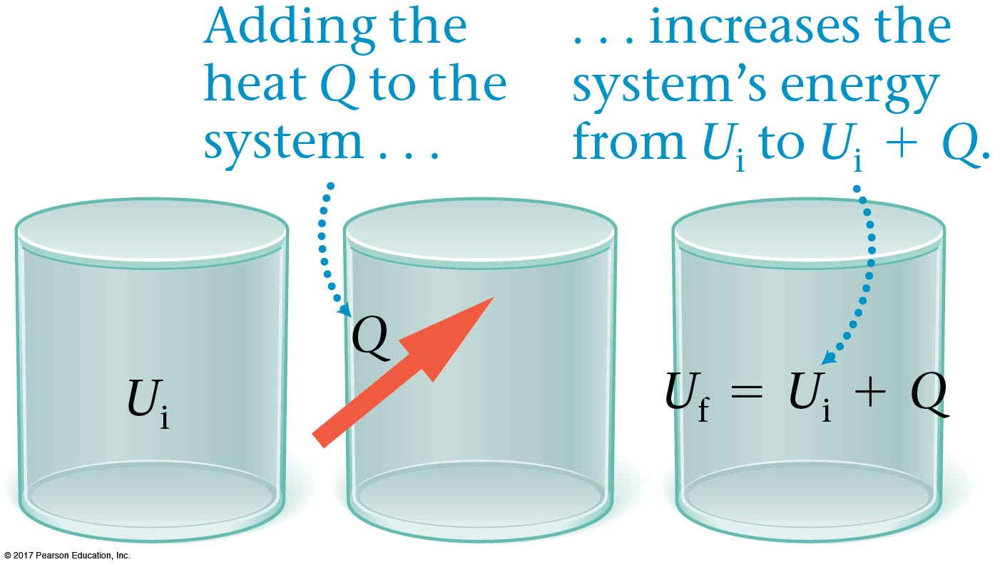 Adding the
heat Q to the
system . . .
. . . increases the
system’s energy
from Uᵢ to Uᵢ + Q.
Uᵢ
Q
U_f = Uᵢ + Q
© 2017 Pearson Education, Inc.